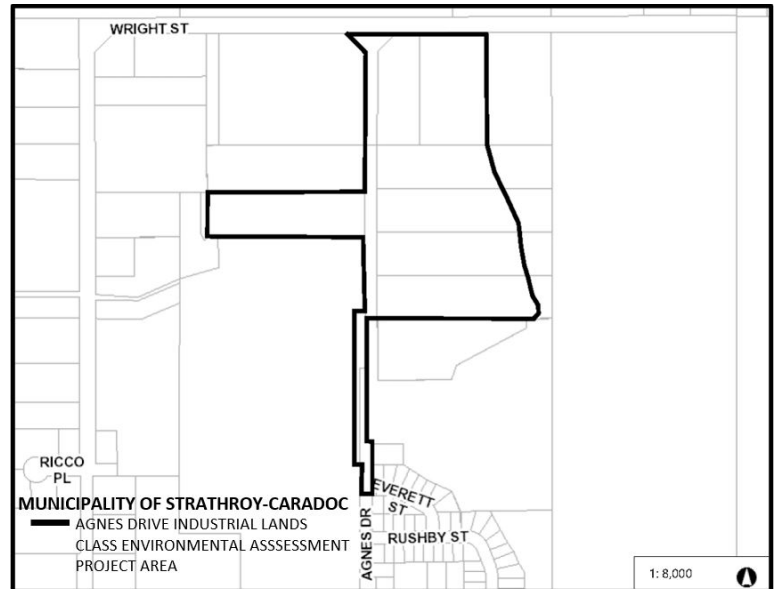 WRIGHT ST
RICCO
PL
MUNICIPALITY OF STRATHROY-CARADOC
AGNES DRIVE INDUSTRIAL LANDS
CLASS ENVIRONMENTAL ASSSESSMENT
PROJECT AREA
AGNES DR
EVERETT
ST
RUSHBY ST
1: 8,000